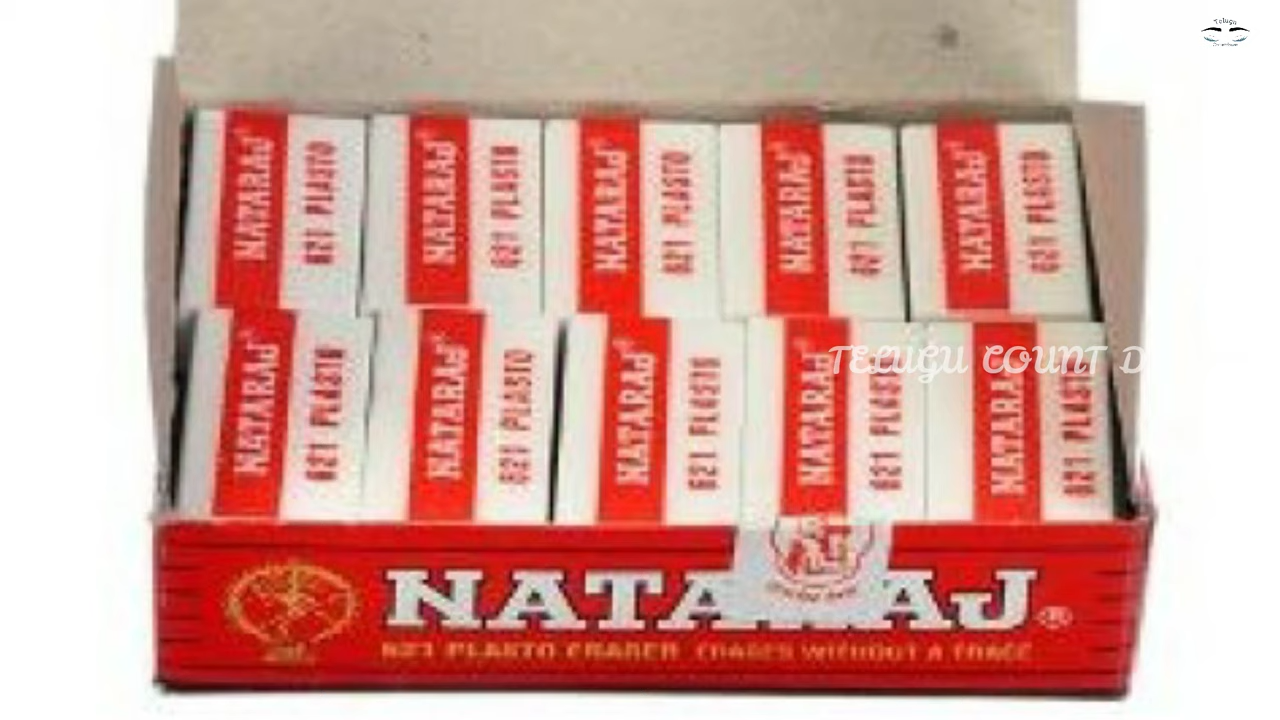 Telugu
NATARAJ
621 PLASTO
NATARAJ
621 PLASTO
NATARAJ
621 PLASTO
NATARAJ
621 PLASTO
NATARAJ
621 PLASTO
NATARAJ
621 PLASTO
NATARAJ
621 PLASTO
NATARAJ
621 PLASTO
NATARAJ
621 PLASTO
NATARAJ
621 PLASTO
TELUGU COUNT D
NATARAJ®
621 PLASTO ERASER ERASES WITHOUT A TRACE